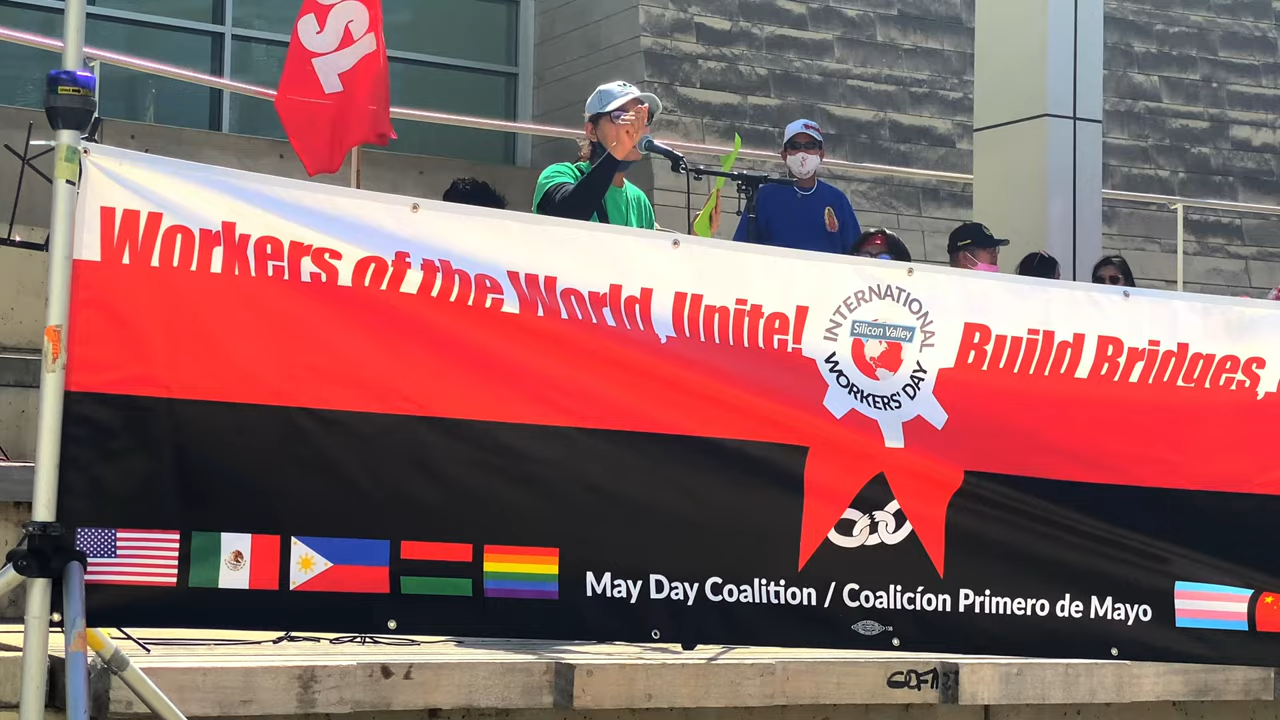 PSL
Workers of the World, Unite!
INTERNATIONAL
Silicon Valley
WORKERS' DAY
Build Bridges,
May Day Coalition / Coalicíon Primero de Mayo